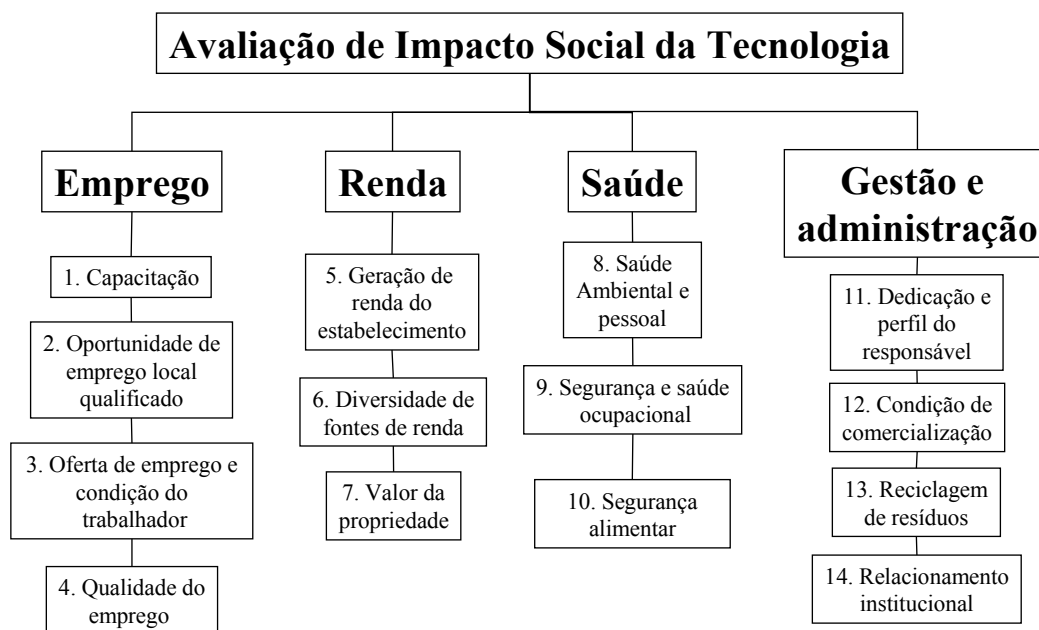 Avaliação de Impacto Social da Tecnologia
Emprego
1. Capacitação
2. Oportunidade de
emprego local
qualificado
3. Oferta de emprego e
condição do
trabalhador
4. Qualidade do
emprego
Renda
5. Geração de
renda do
estabelecimento
6. Diversidade de
fontes de renda
7. Valor da
propriedade
Saúde
8. Saúde
Ambiental e
pessoal
9. Segurança e saúde
ocupacional
10. Segurança
alimentar
Gestão e
administração
11. Dedicação e
perfil do
responsável
12. Condição de
comercialização
13. Reciclagem
de resíduos
14. Relacionamento
institucional